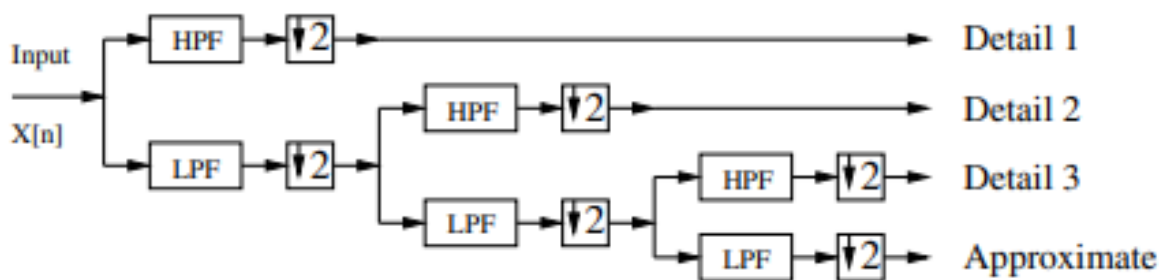 Input
X[n]
HPF
↓2
Detail 1
LPF
↓2
HPF
↓2
Detail 2
LPF
↓2
HPF
↓2
Detail 3
LPF
↓2
Approximate